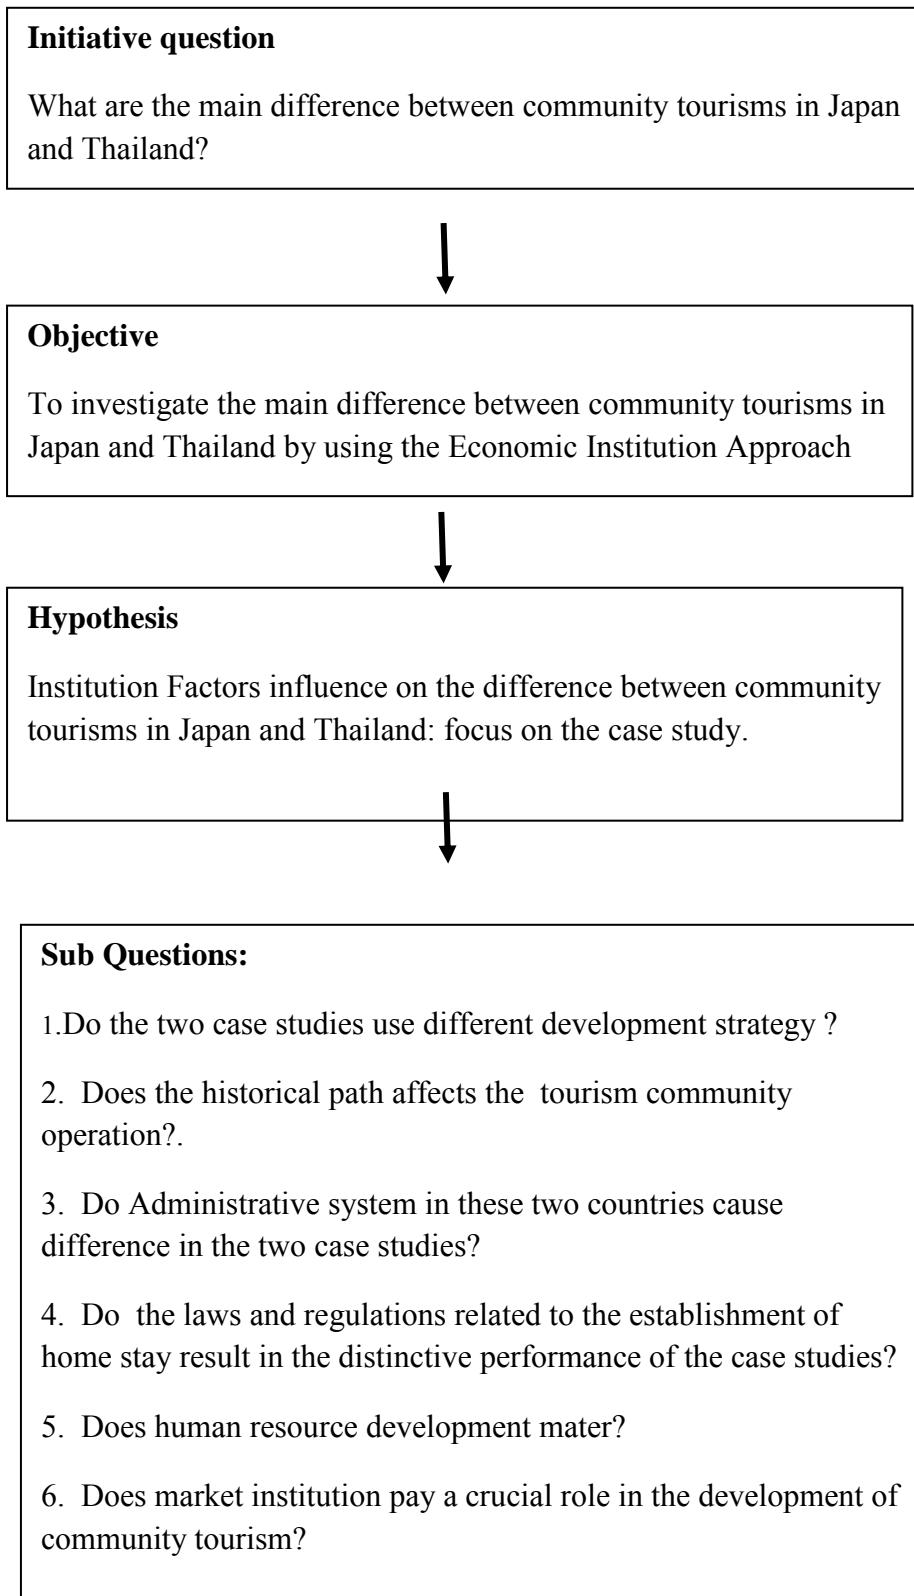 Initiative question
What are the main difference between community tourisms in Japan
and Thailand?
Objective
To investigate the main difference between community tourisms in
Japan and Thailand by using the Economic Institution Approach
Hypothesis
Institution Factors influence on the difference between community
tourisms in Japan and Thailand: focus on the case study.
Sub Questions:
1.Do the two case studies use different development strategy ?
2.  Does the historical path affects the  tourism community
operation?.
3.  Do Administrative system in these two countries cause
difference in the two case studies?
4.  Do  the laws and regulations related to the establishment of
home stay result in the distinctive performance of the case studies?
5.  Does human resource development mater?
6.  Does market institution pay a crucial role in the development of
community tourism?